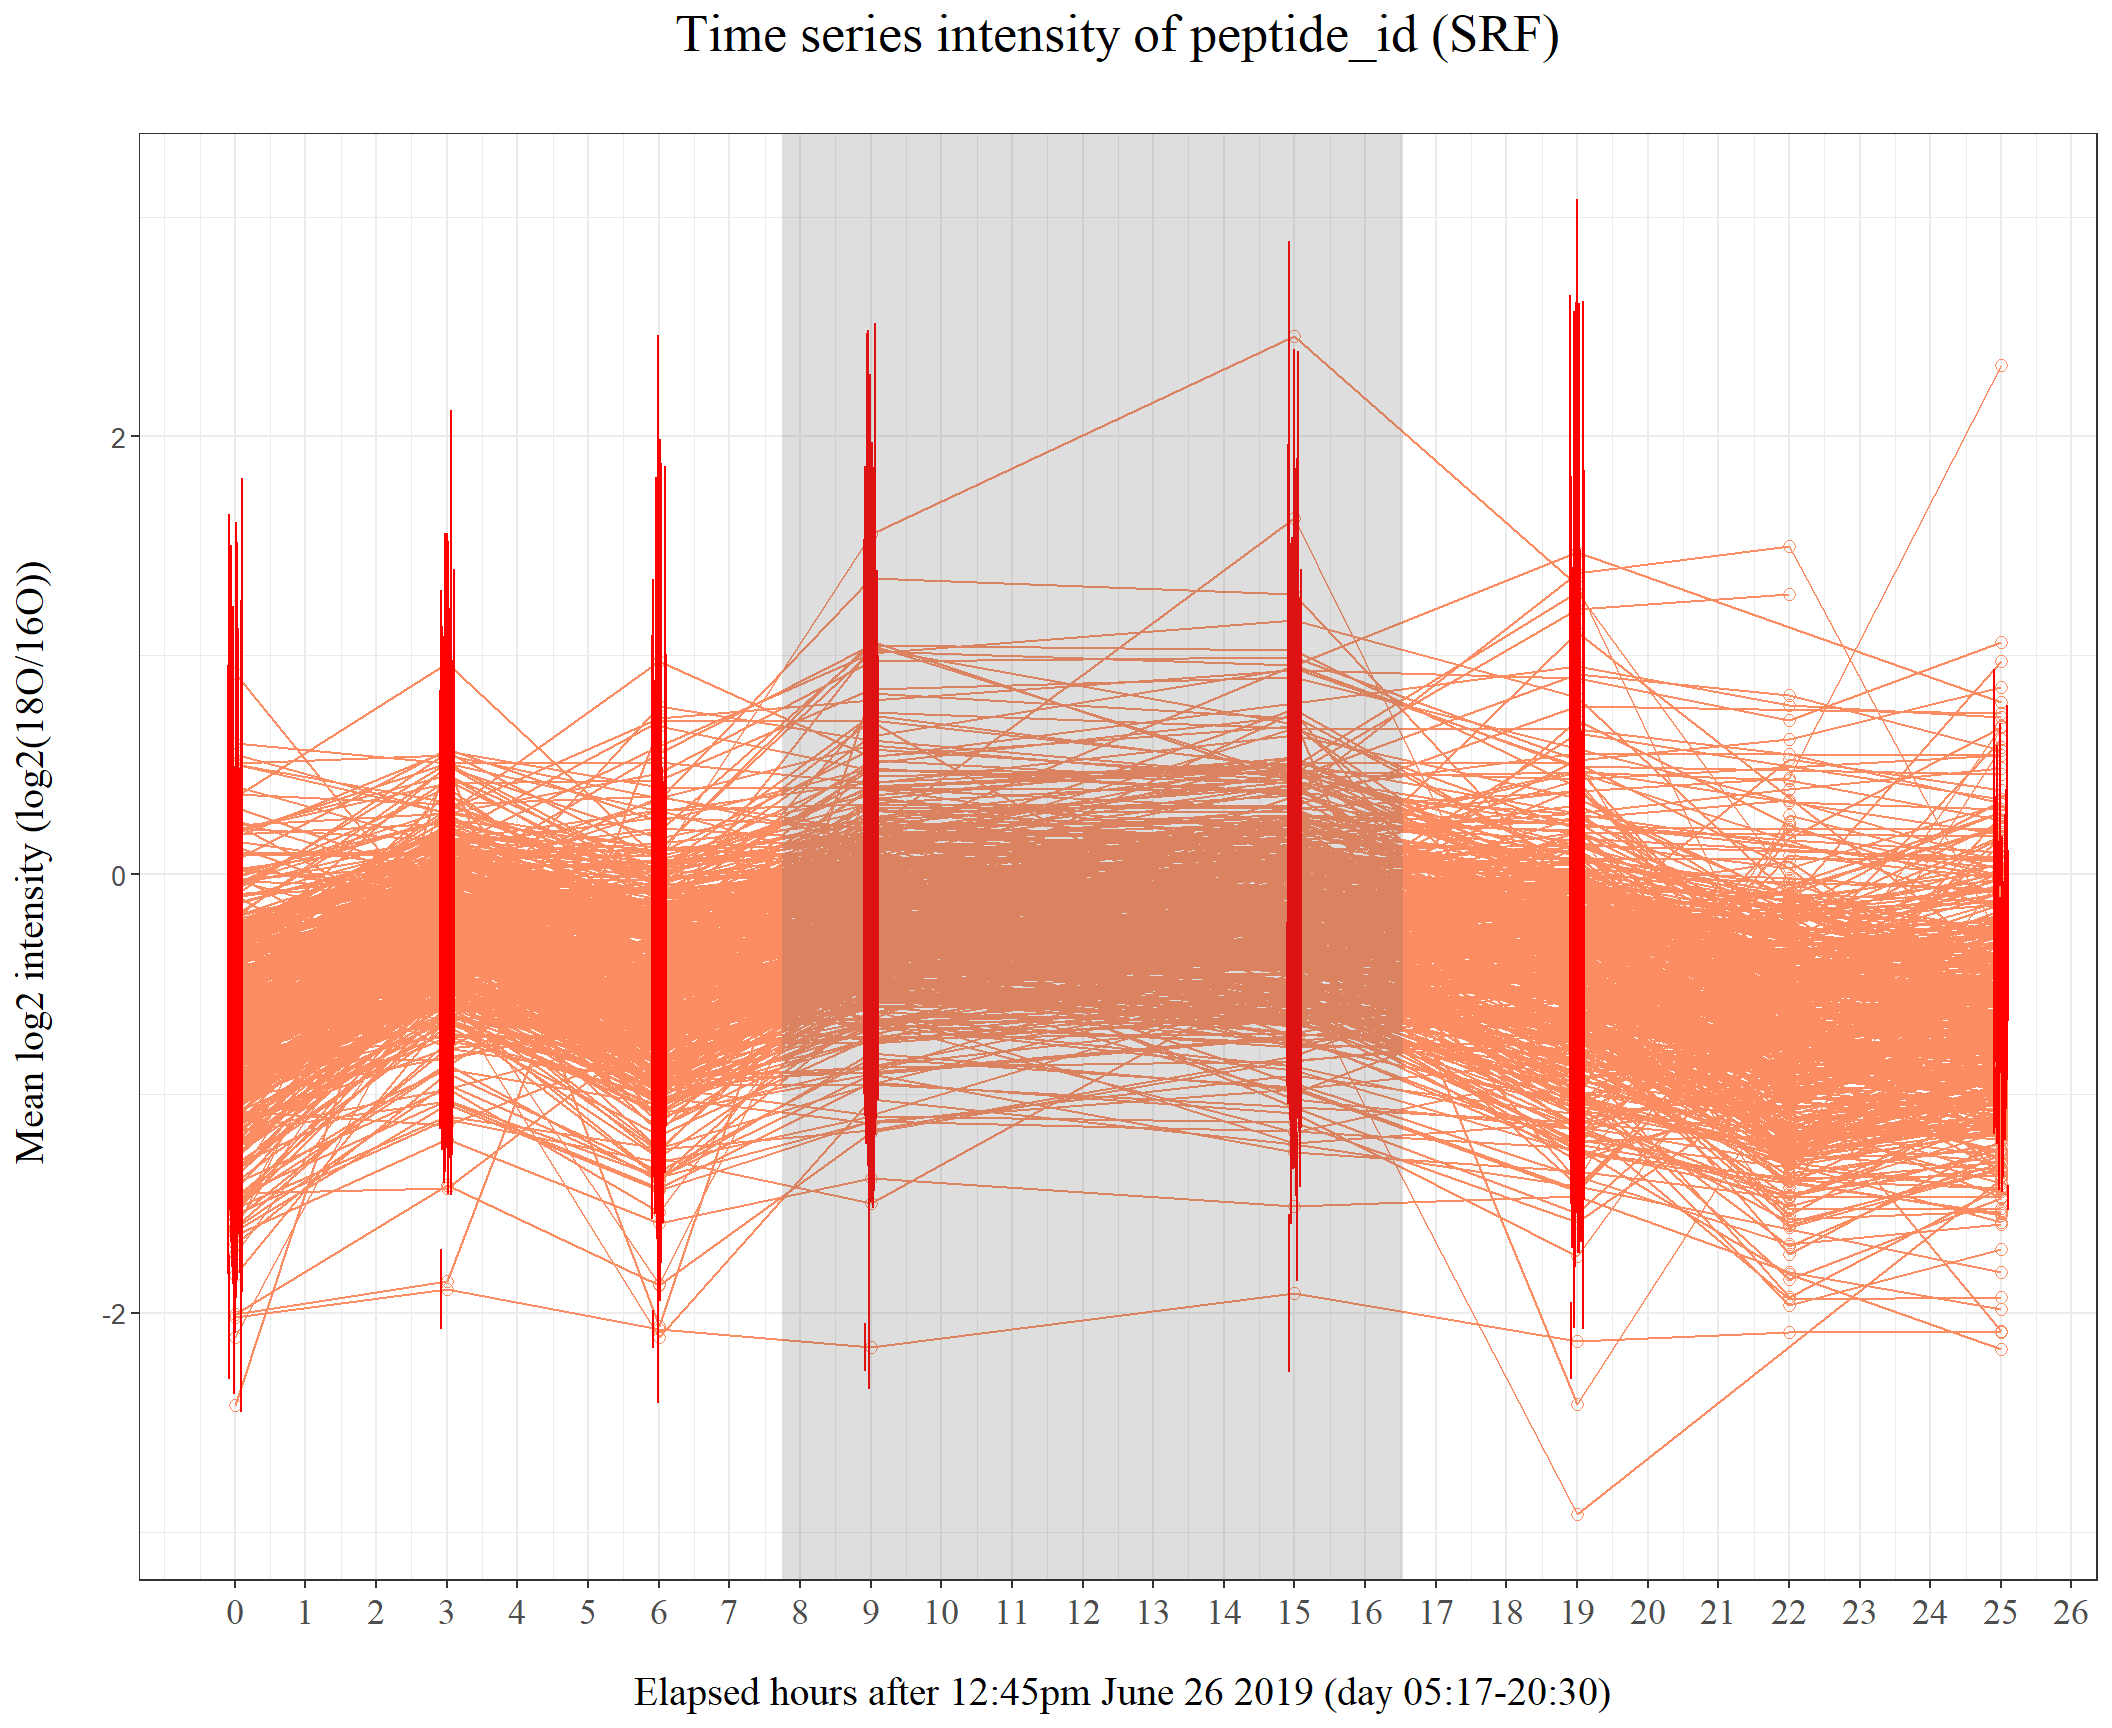 Time series intensity of peptide_id (SRF)
Mean log2 intensity (log2(18O/16O))
2
0
-2
0 1 2 3 4 5 6 7 8 9 10 11 12 13 14 15 16 17 18 19 20 21 22 23 24 25 26
Elapsed hours after 12:45pm June 26 2019 (day 05:17-20:30)